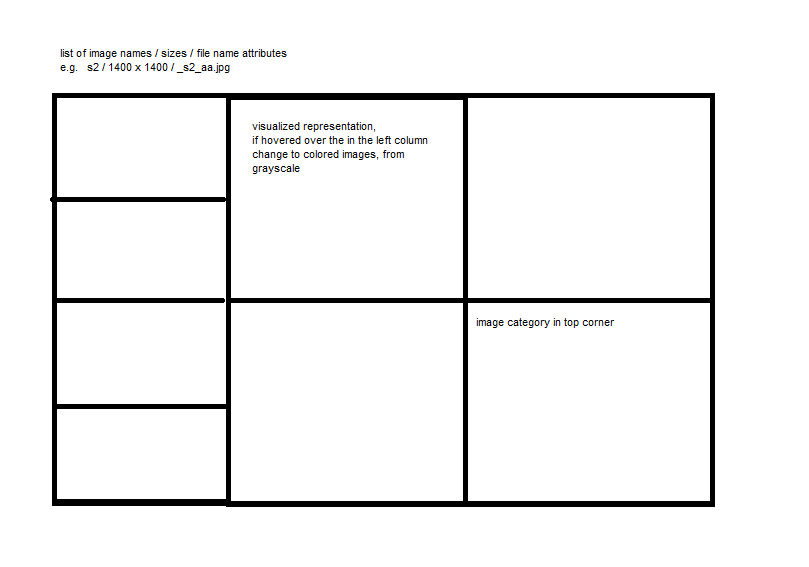 list of image names / sizes / file name attributes
e.g. s2 / 1400 x 1400 / _s2_aa.jpg
visualized representation,
if hovered over the in the left column
change to colored images, from
grayscale
image category in top corner